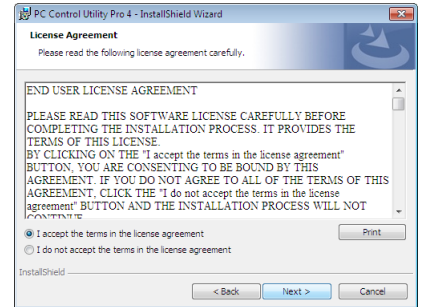 PC Control Utility Pro 4 - InstallShield Wizard
License Agreement
Please read the following license agreement carefully.
END USER LICENSE AGREEMENT
PLEASE READ THIS SOFTWARE LICENSE CAREFULLY BEFORE
COMPLETING THE INSTALLATION PROCESS. IT PROVIDES THE
TERMS OF THIS LICENSE.
BY CLICKING ON THE "I accept the terms in the license agreement"
BUTTON, YOU ARE CONSENTING TO BE BOUND BY THIS
AGREEMENT. IF YOU DO NOT AGREE TO ALL OF THE TERMS OF THIS
AGREEMENT, CLICK THE "I do not accept the terms in the license
agreement" BUTTON AND THE INSTALLATION PROCESS WILL NOT
CONTINUE
I accept the terms in the license agreement
Print
I do not accept the terms in the license agreement
InstallShield
< Back
Next >
Cancel